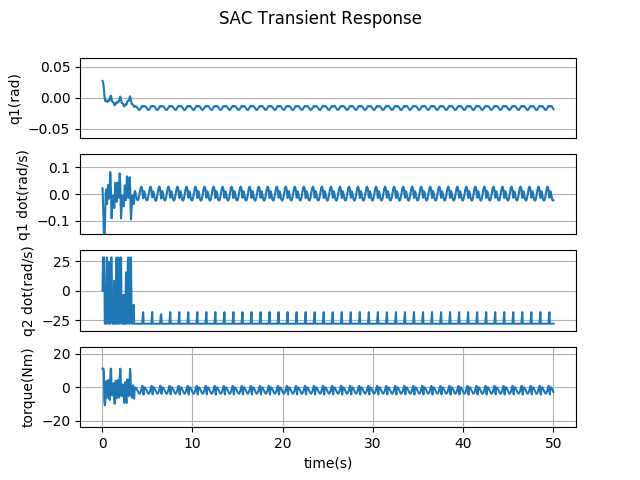 SAC Transient Response
q1(rad)
0.05
0.00
−0.05
q1 dot(rad/s)
0.1
0.0
−0.1
q2 dot(rad/s)
25
0
−25
torque(Nm)
20
0
−20
0 10 20 30 40 50
time(s)